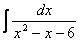 ∫ dx / (x² − x − 6)